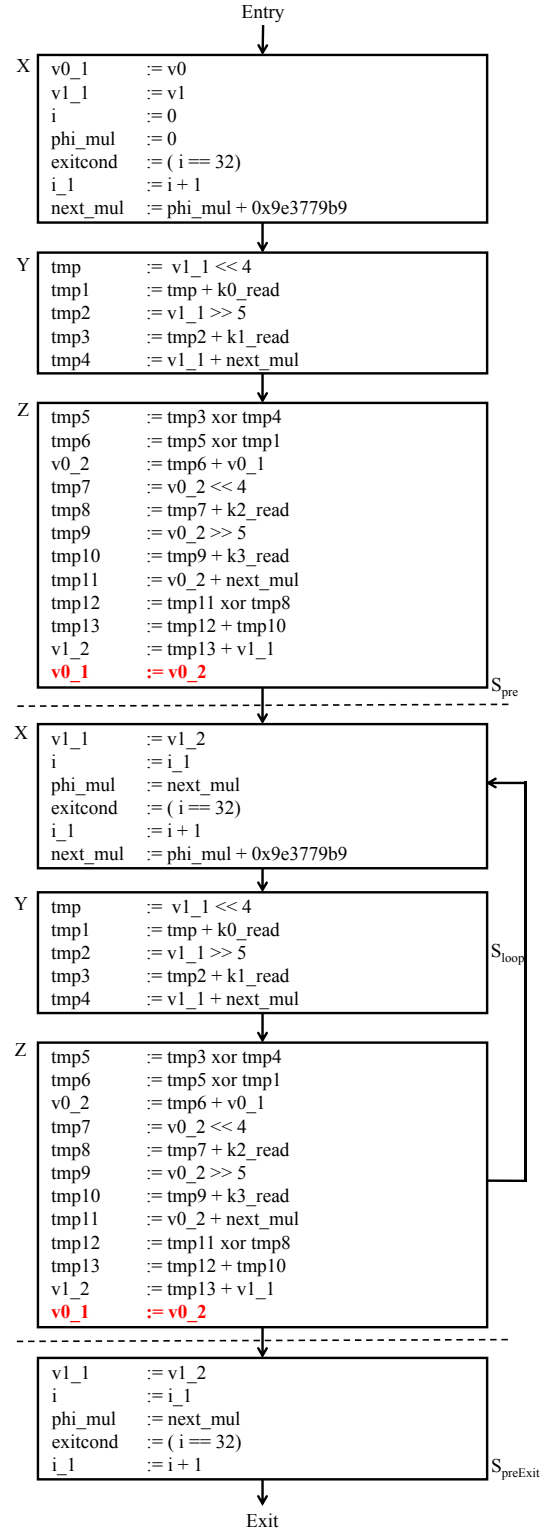 Entry
X
v0_1 := v0
v1_1 := v1
i := 0
phi_mul := 0
exitcond := ( i == 32)
i_1 := i + 1
next_mul := phi_mul + 0x9e3779b9
Y
tmp := v1_1 << 4
tmp1 := tmp + k0_read
tmp2 := v1_1 >> 5
tmp3 := tmp2 + k1_read
tmp4 := v1_1 + next_mul
Z
tmp5 := tmp3 xor tmp4
tmp6 := tmp5 xor tmp1
v0_2 := tmp6 + v0_1
tmp7 := v0_2 << 4
tmp8 := tmp7 + k2_read
tmp9 := v0_2 >> 5
tmp10 := tmp9 + k3_read
tmp11 := v0_2 + next_mul
tmp12 := tmp11 xor tmp8
tmp13 := tmp12 + tmp10
v1_2 := tmp13 + v1_1
v0_1 := v0_2
Spre
X
v1_1 := v1_2
i := i_1
phi_mul := next_mul
exitcond := ( i == 32)
i_1 := i + 1
next_mul := phi_mul + 0x9e3779b9
Y
tmp := v1_1 << 4
tmp1 := tmp + k0_read
tmp2 := v1_1 >> 5
tmp3 := tmp2 + k1_read
tmp4 := v1_1 + next_mul
Sloop
Z
tmp5 := tmp3 xor tmp4
tmp6 := tmp5 xor tmp1
v0_2 := tmp6 + v0_1
tmp7 := v0_2 << 4
tmp8 := tmp7 + k2_read
tmp9 := v0_2 >> 5
tmp10 := tmp9 + k3_read
tmp11 := v0_2 + next_mul
tmp12 := tmp11 xor tmp8
tmp13 := tmp12 + tmp10
v1_2 := tmp13 + v1_1
v0_1 := v0_2
v1_1 := v1_2
i := i_1
phi_mul := next_mul
exitcond := ( i == 32)
i_1 := i + 1
SpreExit
Exit